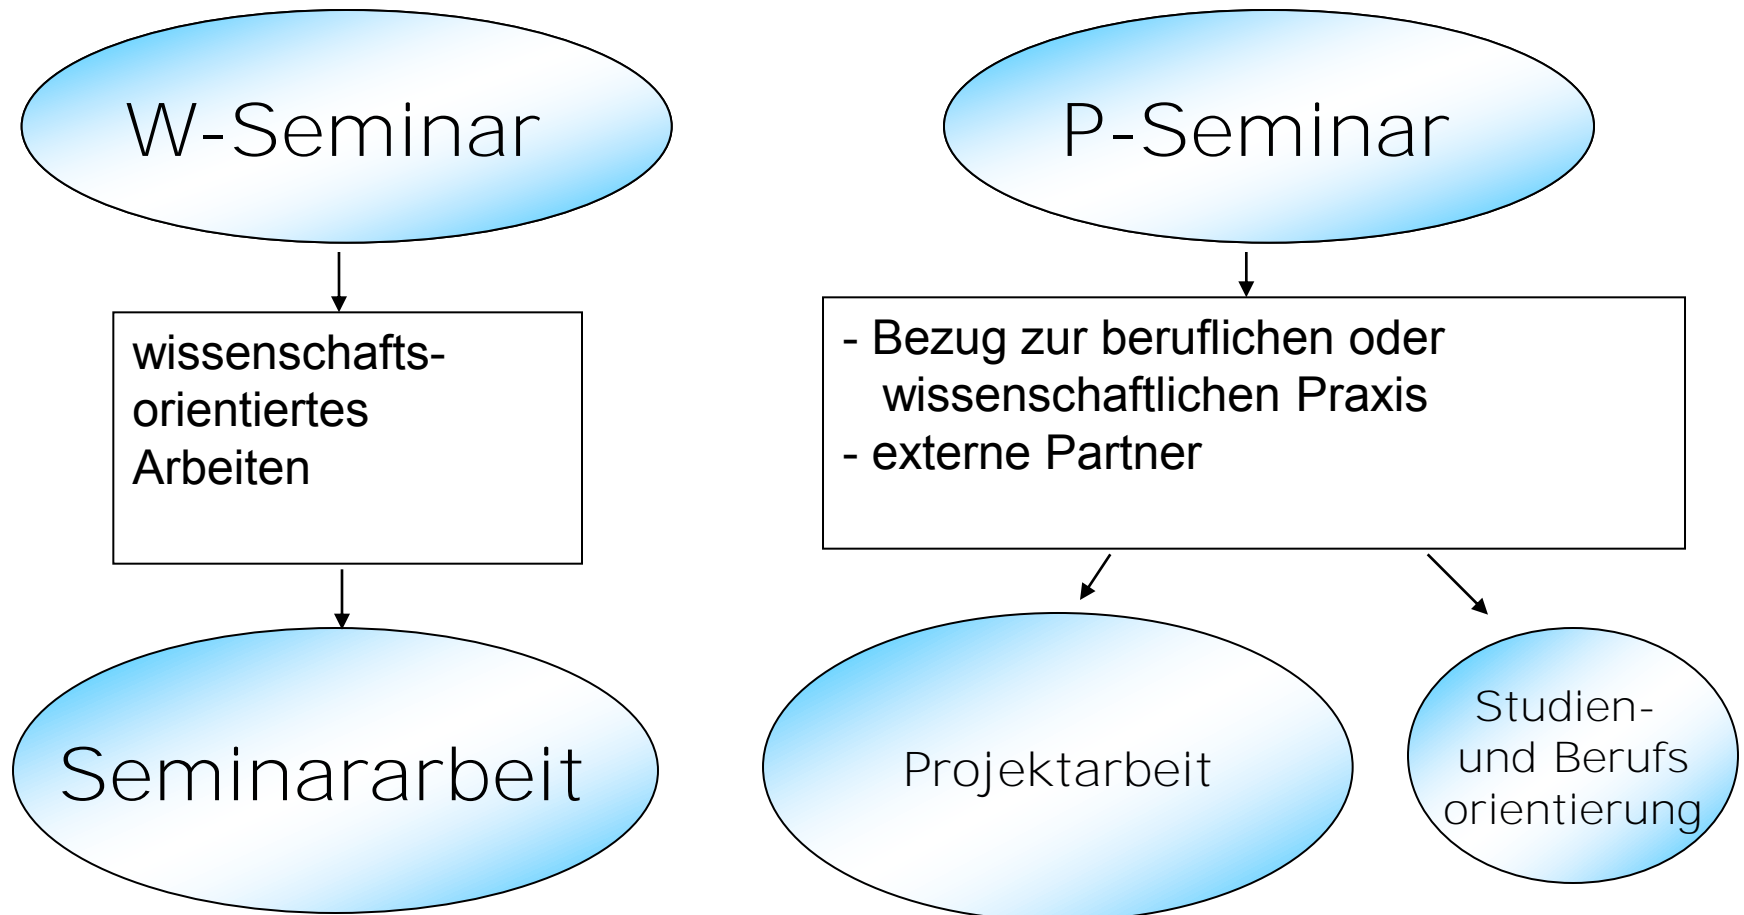 W-Seminar
wissenschafts-
orientiertes
Arbeiten
Seminararbeit
P-Seminar
- Bezug zur beruflichen oder
wissenschaftlichen Praxis
- externe Partner
Projektarbeit
Studien-
und Berufs
orientierung